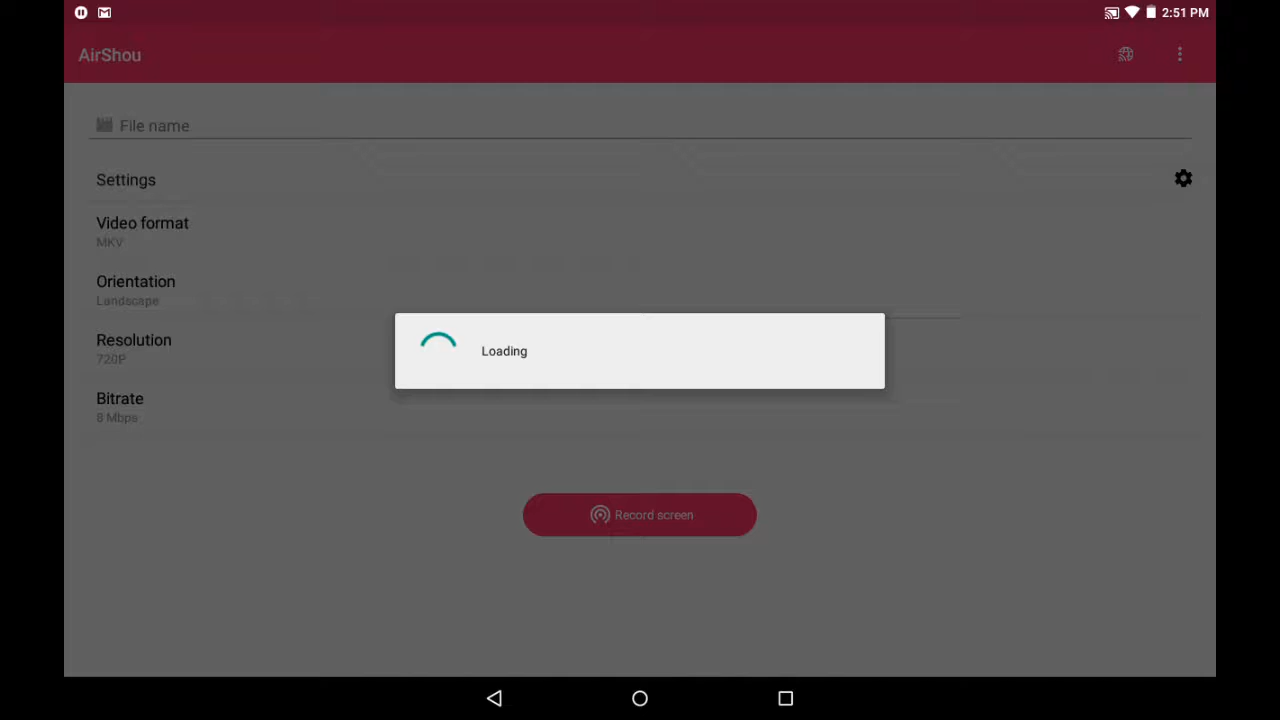 2:51 PM
AirShou
File name
Settings
Video format
MKV
Orientation
Landscape
Resolution
720P
Loading
Bitrate
8 Mbps
Record screen